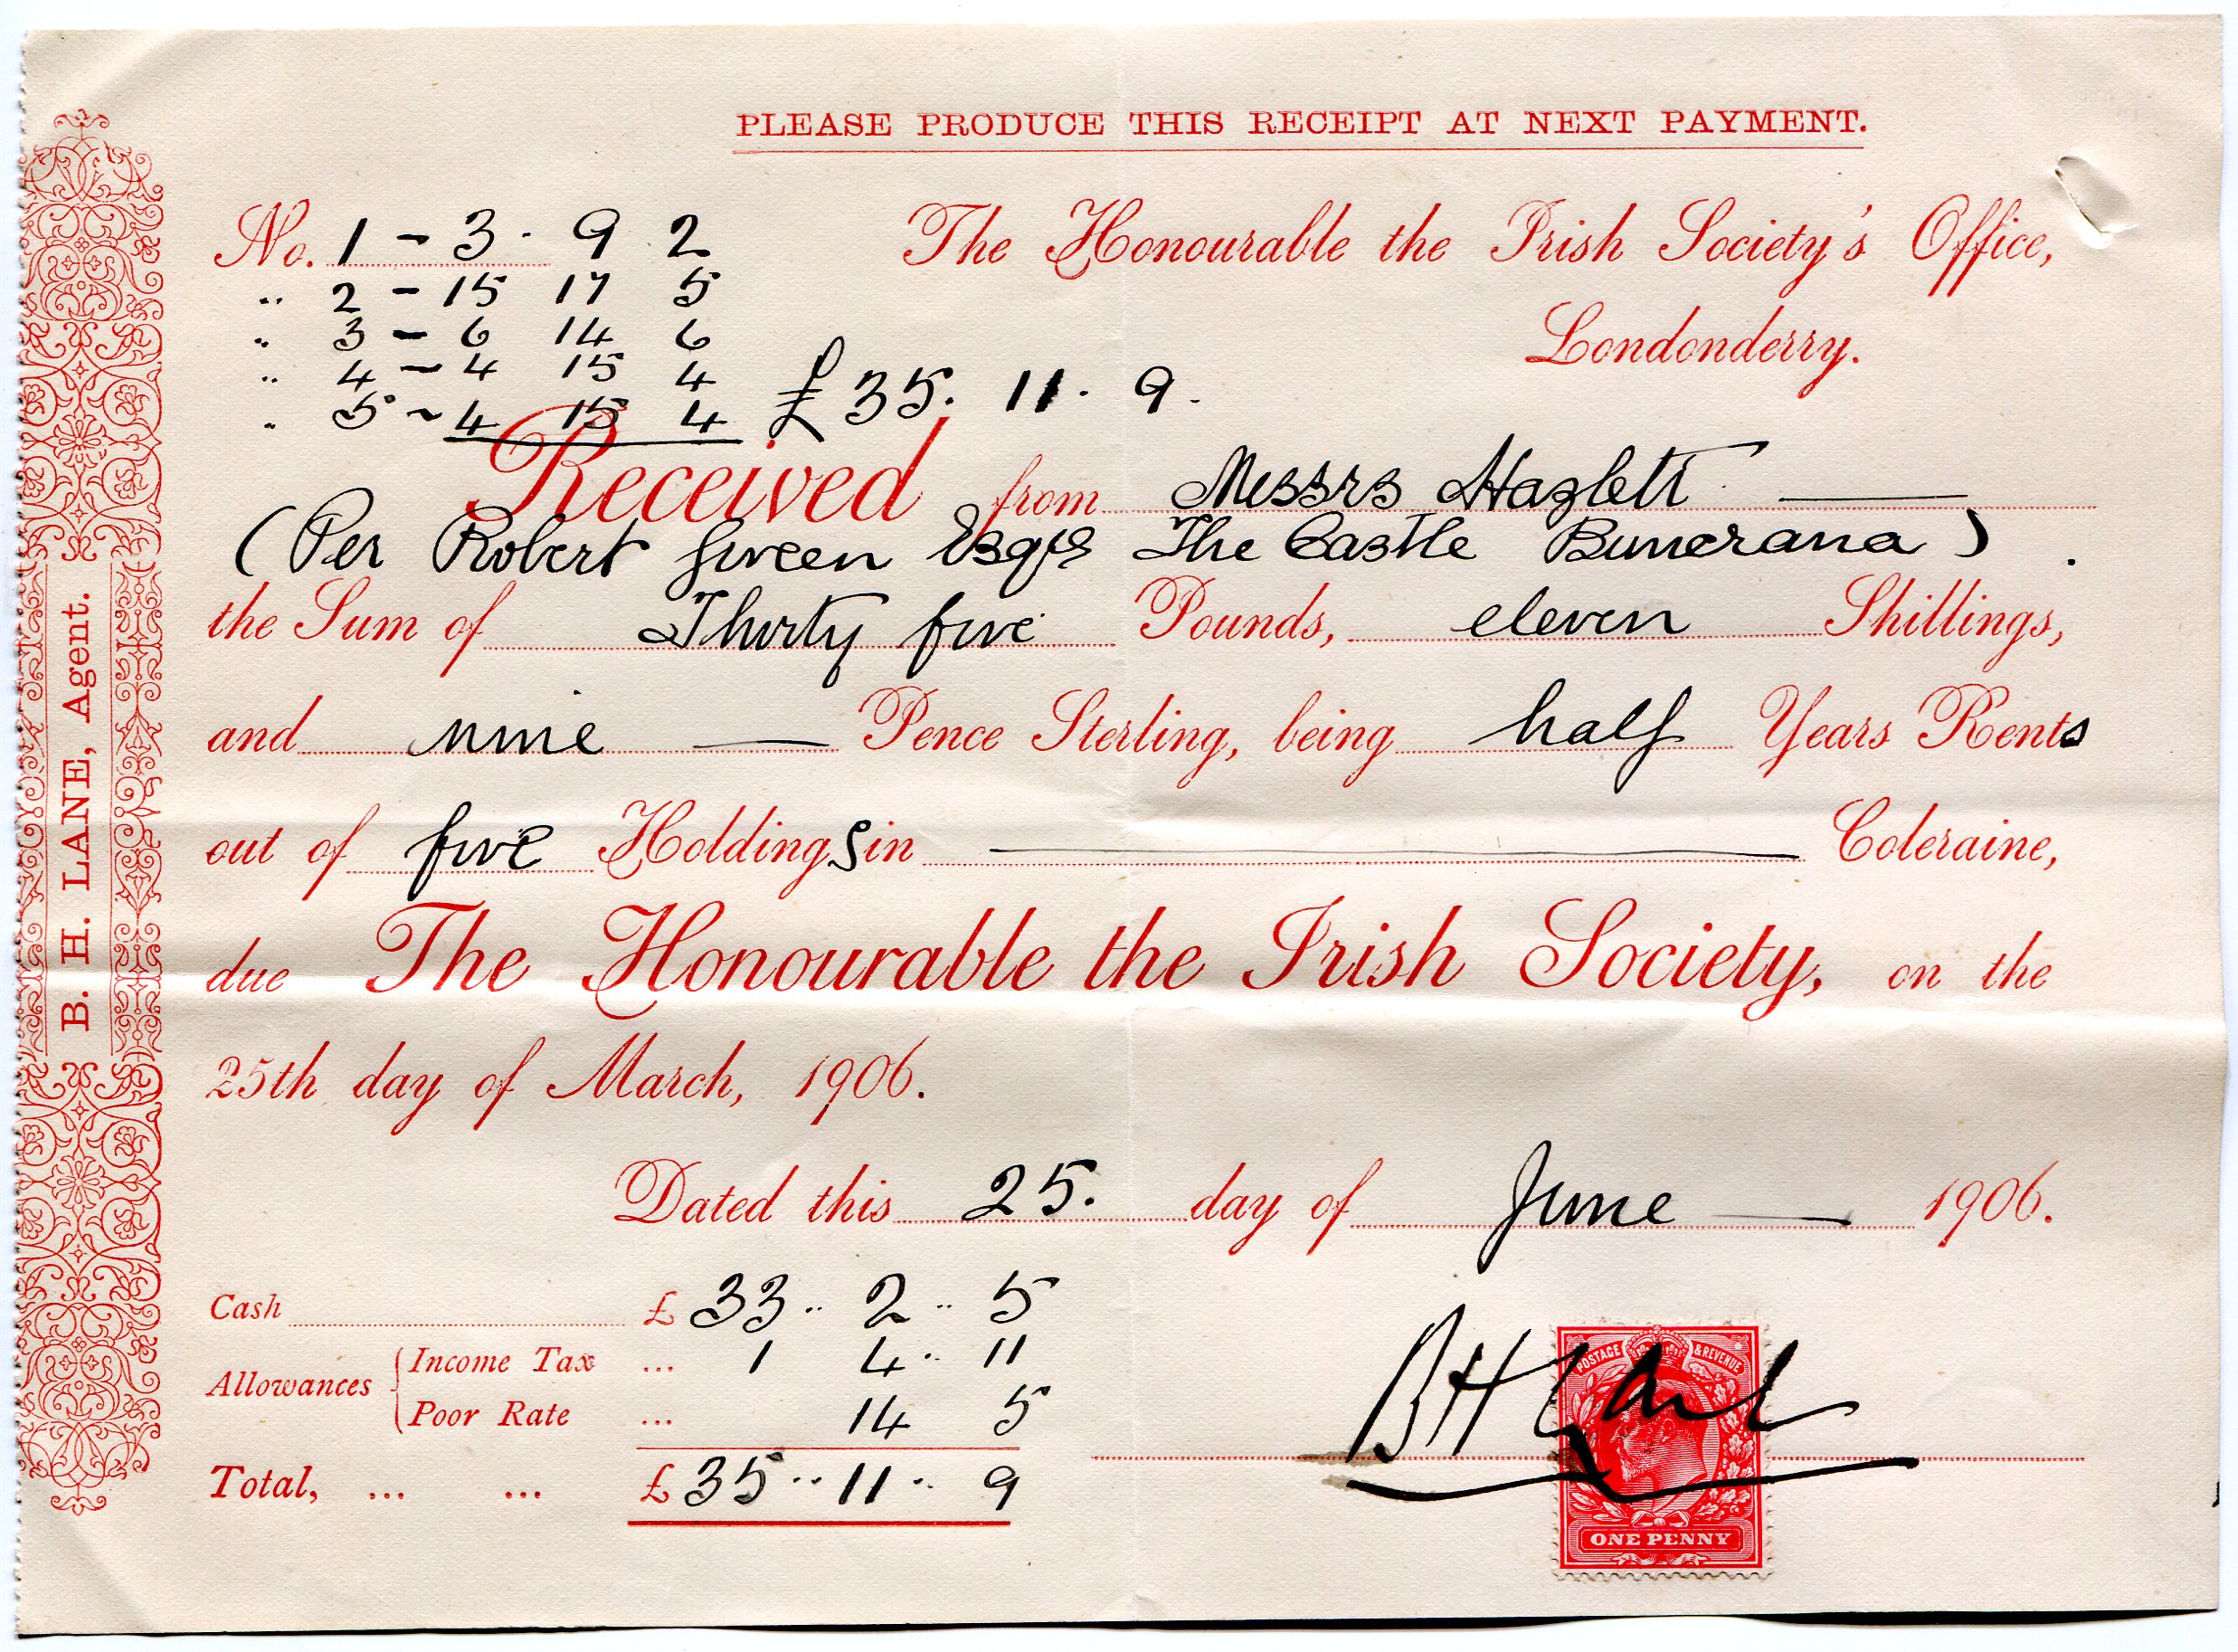 PLEASE PRODUCE THIS RECEIPT AT NEXT PAYMENT.
No. 1 - 3 . 9 2
The Honourable the Irish Society's Office,
" 2 - 15 17 5
" 3 - 6 14 6
Londonderry.
" 4 - 4 15 4
" 5 - 4 15 4
£35. 11. 9.
Received from Messrs Hazlett
(Per Robert Green Esqre The Castle Buncrana).
the Sum of Thirty five Pounds, eleven Shillings,
and nine Pence Sterling, being half Years Rents
out of five Holdings in Coleraine,
due The Honourable the Irish Society, on the
25th day of March, 1906.
Dated this 25. day of June 1906.
Cash £ 33 .. 2 .. 5
Allowances
Income Tax ... 1 4 .. 11
Poor Rate ... 14 5
Total, ... ... £ 35 .. 11 .. 9
B H Lane
POSTAGE & REVENUE
ONE PENNY
B. H. LANE, Agent.